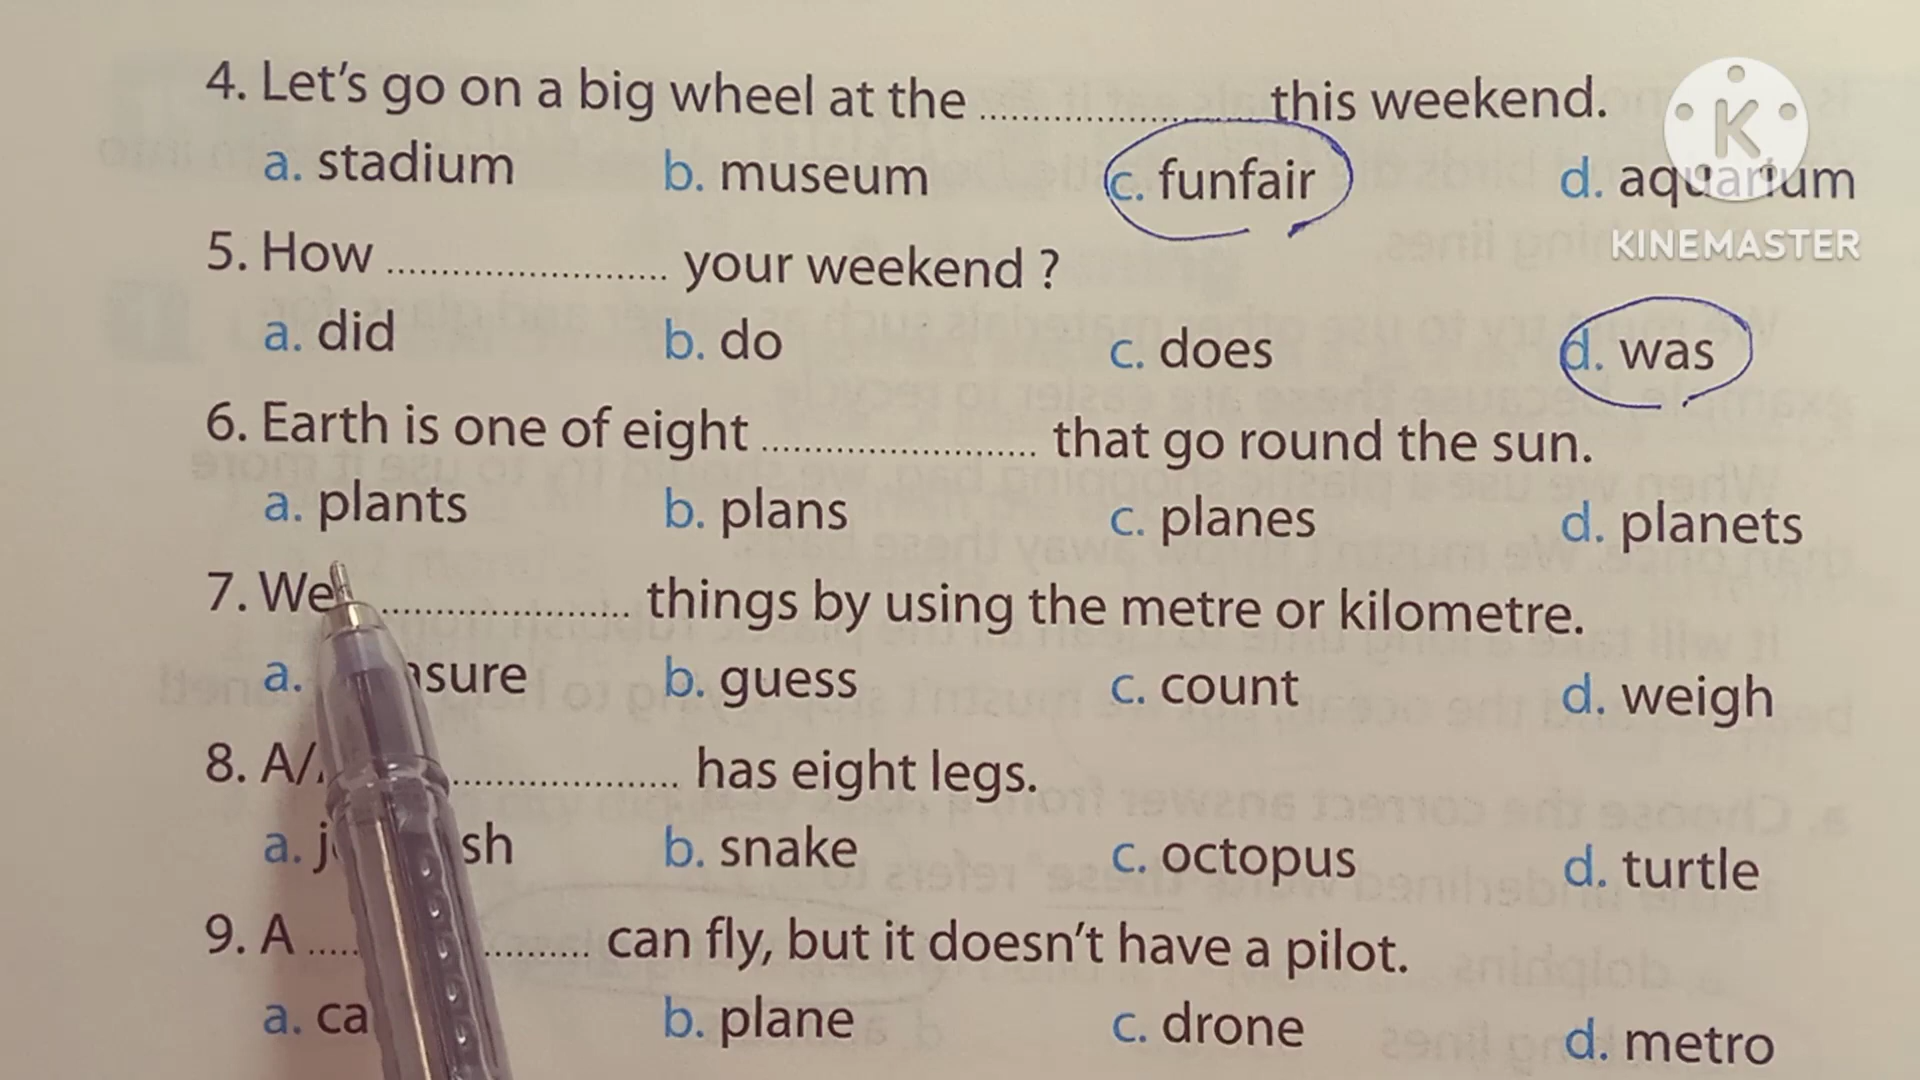 4. Let's go on a big wheel at the ........................ this weekend.
a. stadium b. museum c. funfair d. aquarium
KINEMASTER
5. How ........................ your weekend ?
a. did b. do c. does d. was
6. Earth is one of eight ........................ that go round the sun.
a. plants b. plans c. planes d. planets
7. We ........................ things by using the metre or kilometre.
a. b. guess c. count d. weigh
8. ........................ has eight legs.
a. b. snake c. octopus d. turtle
9. A ........................ can fly, but it doesn't have a pilot.
a. b. plane c. drone d. metro